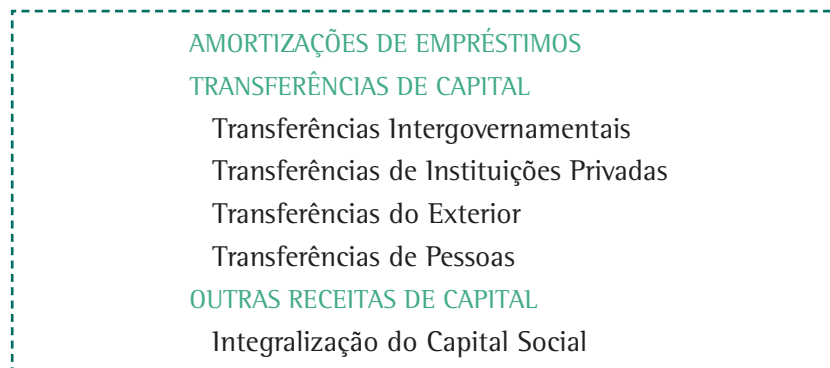 AMORTIZAÇÕES DE EMPRÉSTIMOS
TRANSFERÊNCIAS DE CAPITAL
Transferências Intergovernamentais
Transferências de Instituições Privadas
Transferências do Exterior
Transferências de Pessoas
OUTRAS RECEITAS DE CAPITAL
Integralização do Capital Social